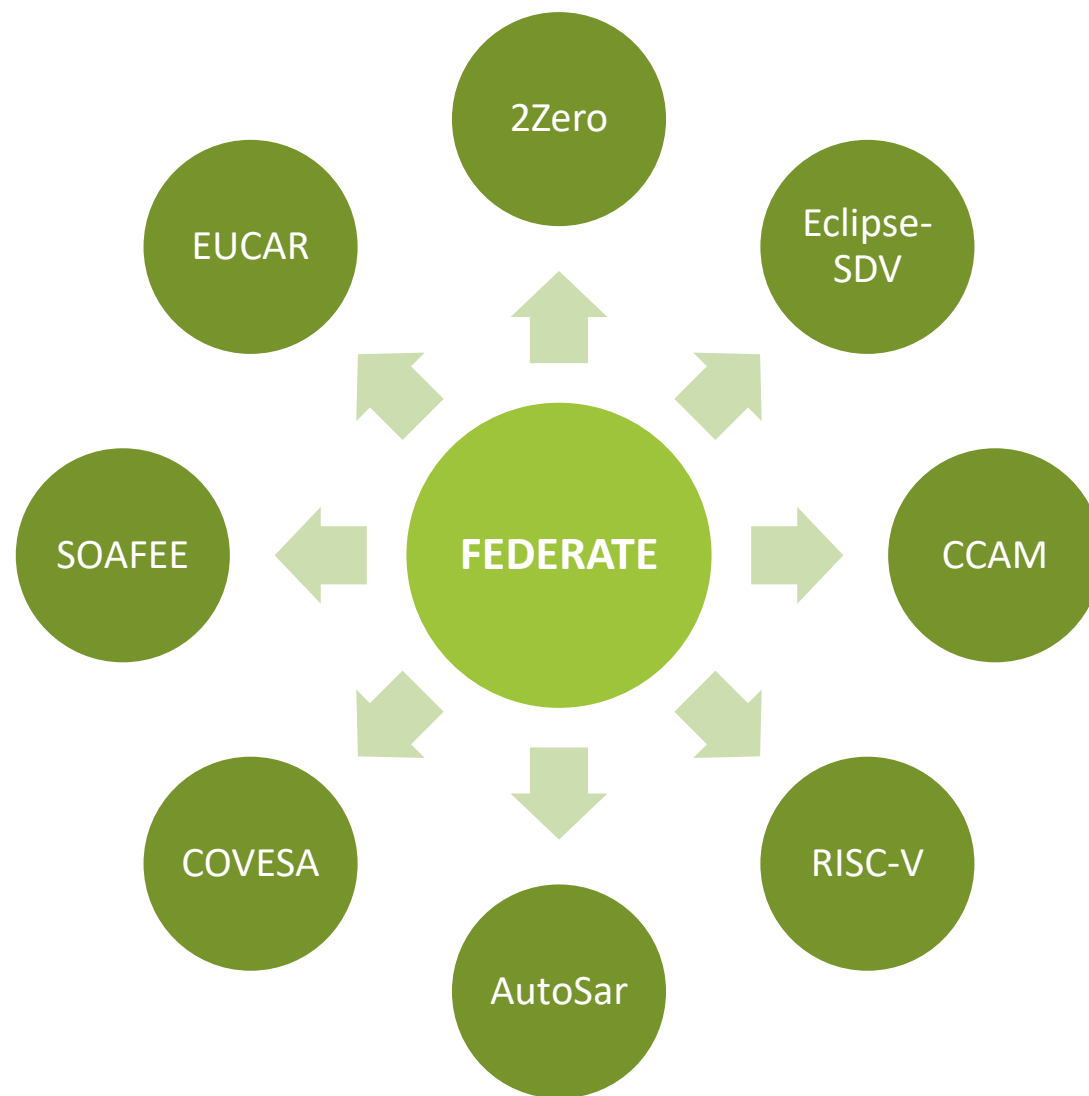 2Zero
EUCAR
Eclipse-
SDV
SOAFEE
FEDERATE
CCAM
COVESA
RISC-V
AutoSar